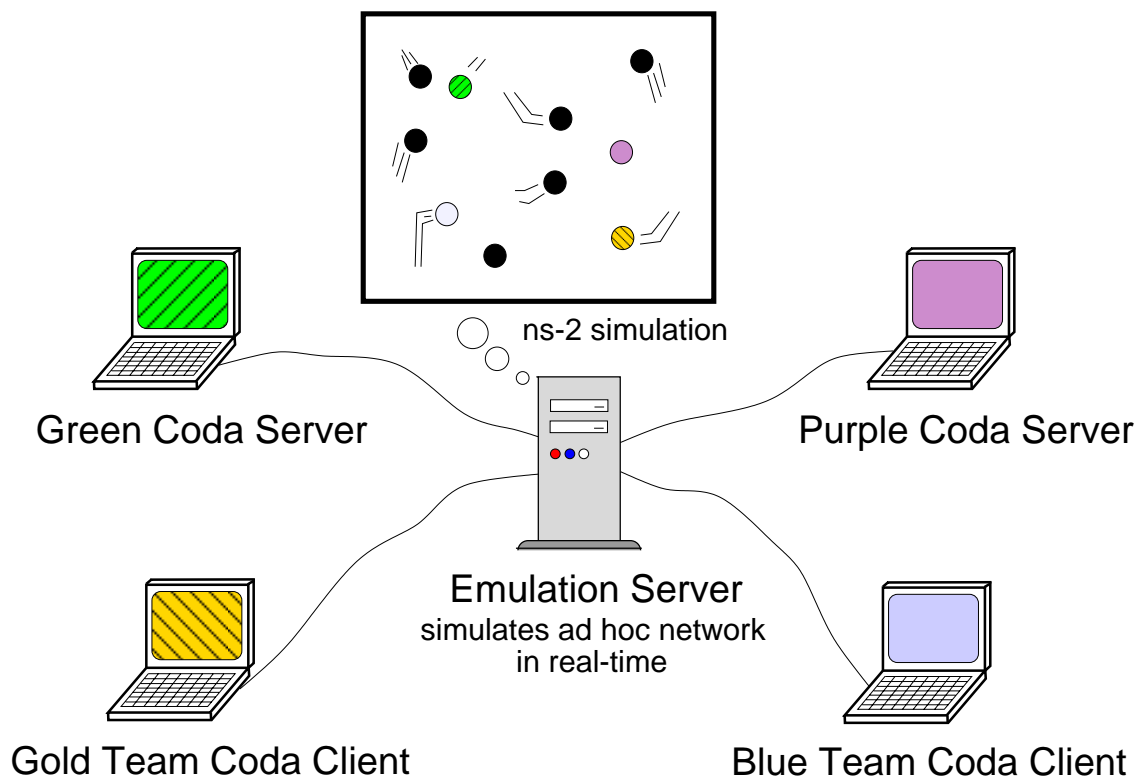 ns-2 simulation
Green Coda Server
Purple Coda Server
Emulation Server
simulates ad hoc network
in real-time
Gold Team Coda Client
Blue Team Coda Client